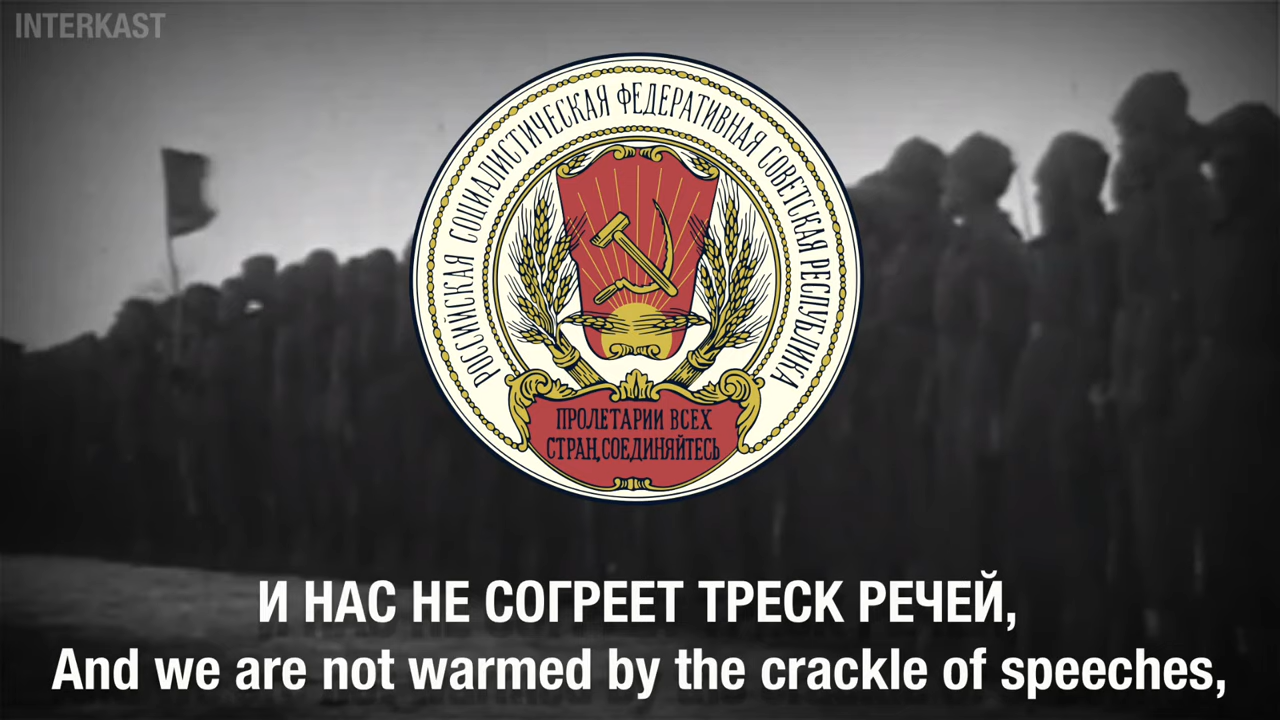 INTERKAST
РОССИЙСКАЯ СОЦИАЛИСТИЧЕСКАЯ ФЕДЕРАТИВНАЯ СОВЕТСКАЯ РЕСПУБЛИКА
ПРОЛЕТАРИИ ВСЕХ
СТРАН, СОЕДИНЯЙТЕСЬ
И НАС НЕ СОГРЕЕТ ТРЕСК РЕЧЕЙ,
And we are not warmed by the crackle of speeches,